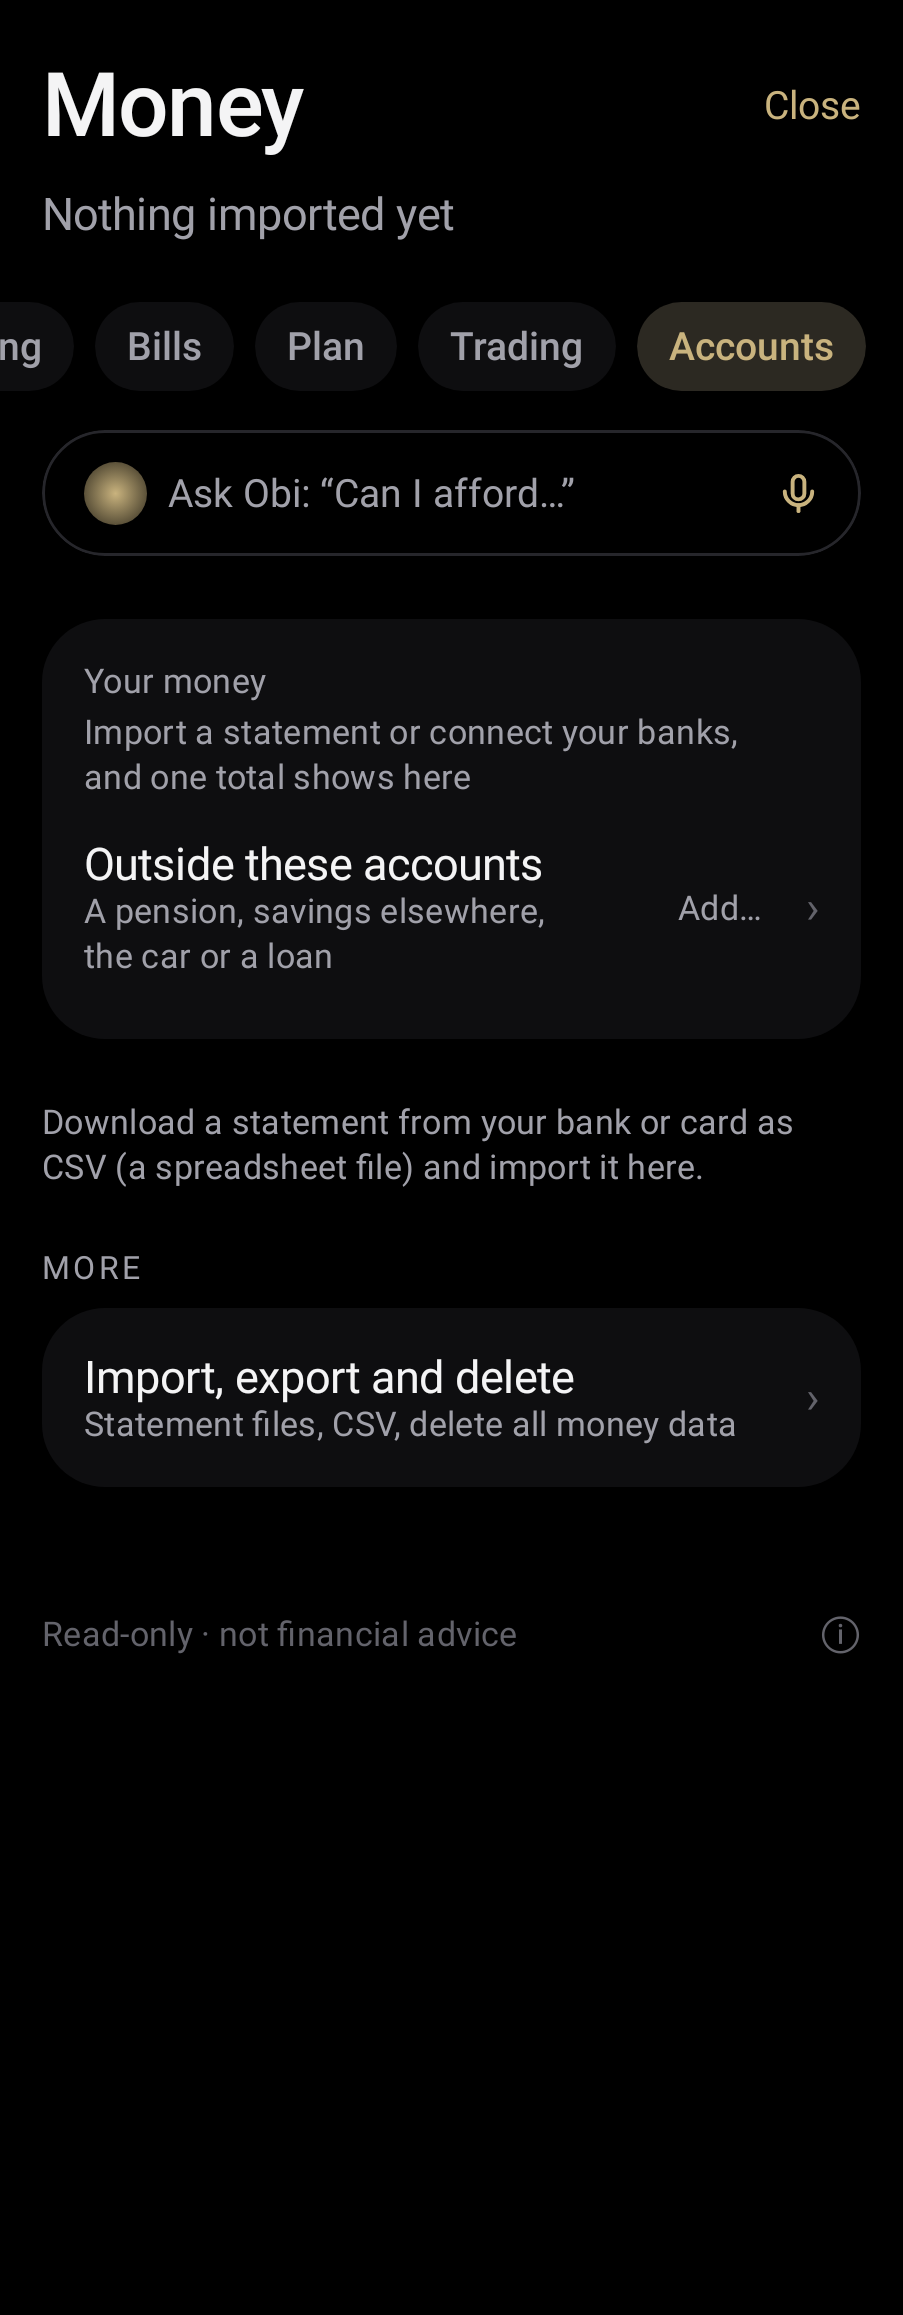 Money
Close
Nothing imported yet
ng
Bills
Plan
Trading
Accounts
Ask Obi: “Can I afford…”
Your money
Import a statement or connect your banks,
and one total shows here
Outside these accounts
A pension, savings elsewhere,
the car or a loan
Add…
Download a statement from your bank or card as
CSV (a spreadsheet file) and import it here.
MORE
Import, export and delete
Statement files, CSV, delete all money data
Read-only · not financial advice